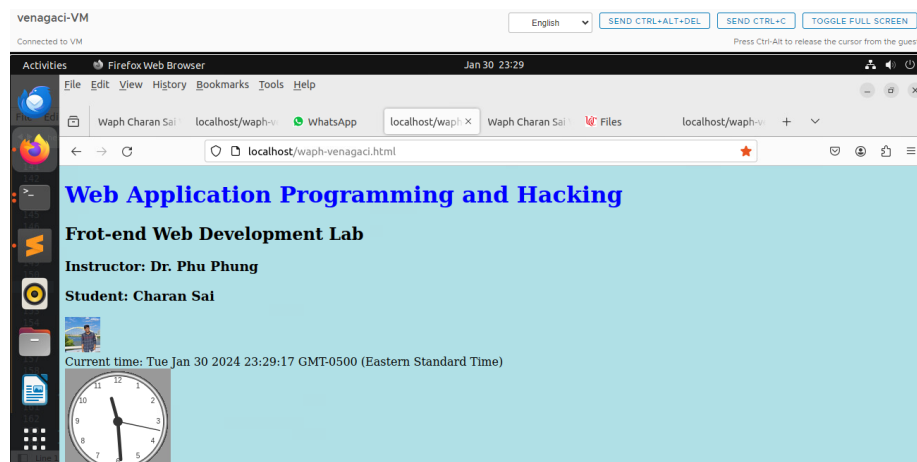 venagaci-VM
English
SEND CTRL+ALT+DEL
SEND CTRL+C
TOGGLE FULL SCREEN
Connected to VM
Press Ctrl-Alt to release the cursor from the gues
Activities
Firefox Web Browser
Jan 30 23:29
File Edit View History Bookmarks Tools Help
Waph Charan Sai
localhost/waph-v
WhatsApp
localhost/waph
Waph Charan Sai
Files
localhost/waph-v
localhost/waph-venagaci.html
Web Application Programming and Hacking
Frot-end Web Development Lab
Instructor: Dr. Phu Phung
Student: Charan Sai
Current time: Tue Jan 30 2024 23:29:17 GMT-0500 (Eastern Standard Time)
11 12 1
10 2
9 3
8 4
7 5